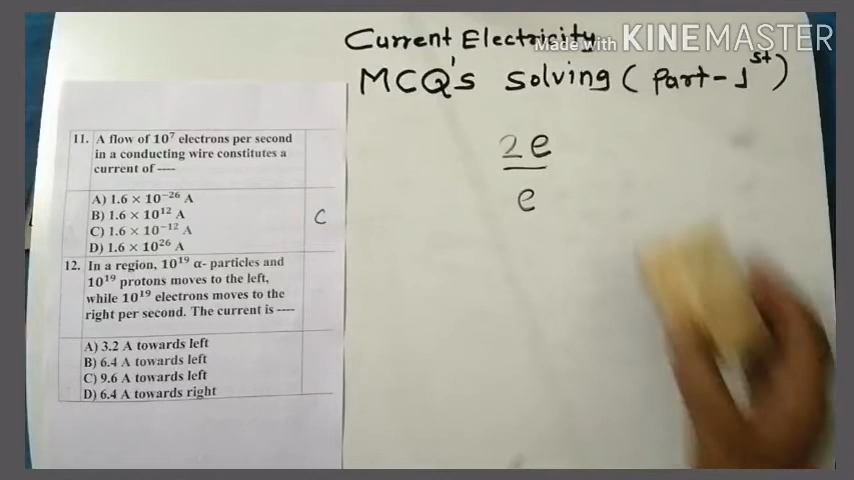 Current Electricity
Made with KINEMASTER
MCQ's solving ( Part - 1st )
11. A flow of 10⁷ electrons per second
in a conducting wire constitutes a
current of ----
A) 1.6 × 10⁻²⁶ A
B) 1.6 × 10¹² A
C) 1.6 × 10⁻¹² A
D) 1.6 × 10²⁶ A
C
12. In a region, 10¹⁹ α- particles and
10¹⁹ protons moves to the left,
while 10¹⁹ electrons moves to the
right per second. The current is ----
A) 3.2 A towards left
B) 6.4 A towards left
C) 9.6 A towards left
D) 6.4 A towards right
2e
e